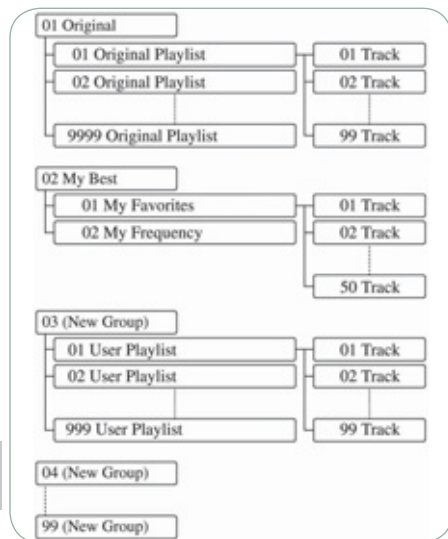 01 Original
01 Original Playlist 01 Track
02 Original Playlist 02 Track
9999 Original Playlist 99 Track
02 My Best
01 My Favorites 01 Track
02 My Frequency 02 Track
50 Track
03 (New Group)
01 User Playlist 01 Track
02 User Playlist 02 Track
999 User Playlist 99 Track
04 (New Group)
99 (New Group)